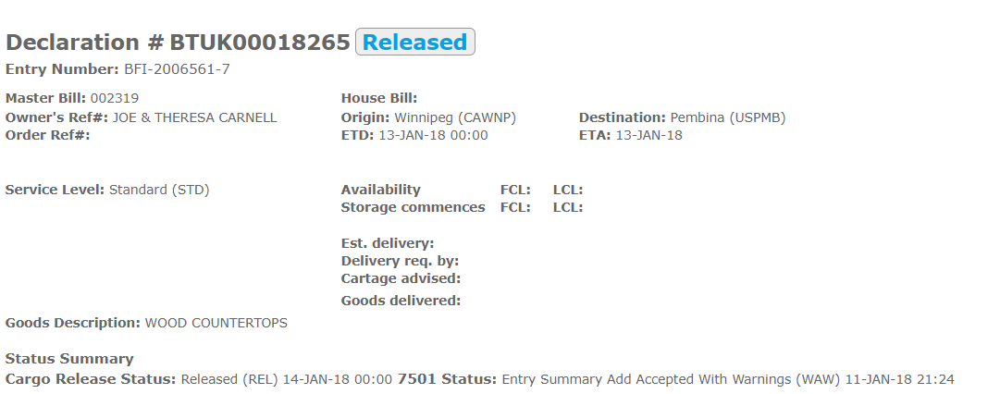 Declaration # BTUK00018265 Released
Entry Number: BFI-2006561-7
Master Bill: 002319 House Bill:
Owner's Ref#: JOE & THERESA CARNELL Origin: Winnipeg (CAWNP) Destination: Pembina (USPMB)
Order Ref#: ETD: 13-JAN-18 00:00 ETA: 13-JAN-18
Service Level: Standard (STD) Availability FCL: LCL:
Storage commences FCL: LCL:
Est. delivery:
Delivery req. by:
Cartage advised:
Goods delivered:
Goods Description: WOOD COUNTERTOPS
Status Summary
Cargo Release Status: Released (REL) 14-JAN-18 00:00 7501 Status: Entry Summary Add Accepted With Warnings (WAW) 11-JAN-18 21:24